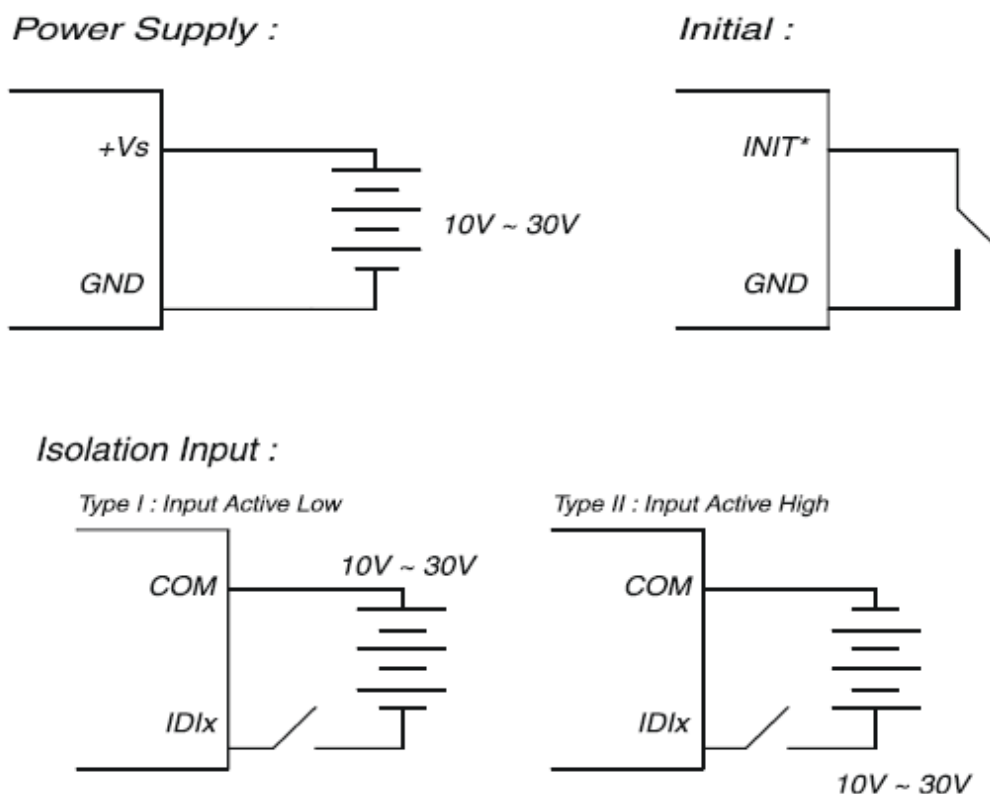 Power Supply :
Initial :
+Vs
10V ~ 30V
GND
INIT*
GND
Isolation Input :
Type I : Input Active Low
COM
10V ~ 30V
IDIx
Type II : Input Active High
COM
IDIx
10V ~ 30V